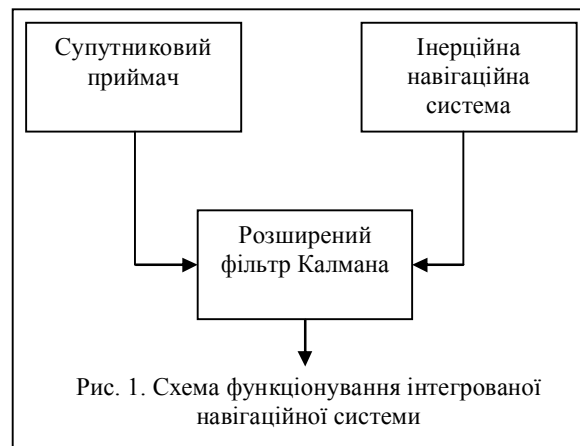 Супутниковий
приймач
Інерційна
навігаційна
система
Розширений
фільтр Калмана
Рис. 1. Схема функціонування інтегрованої
навігаційної системи